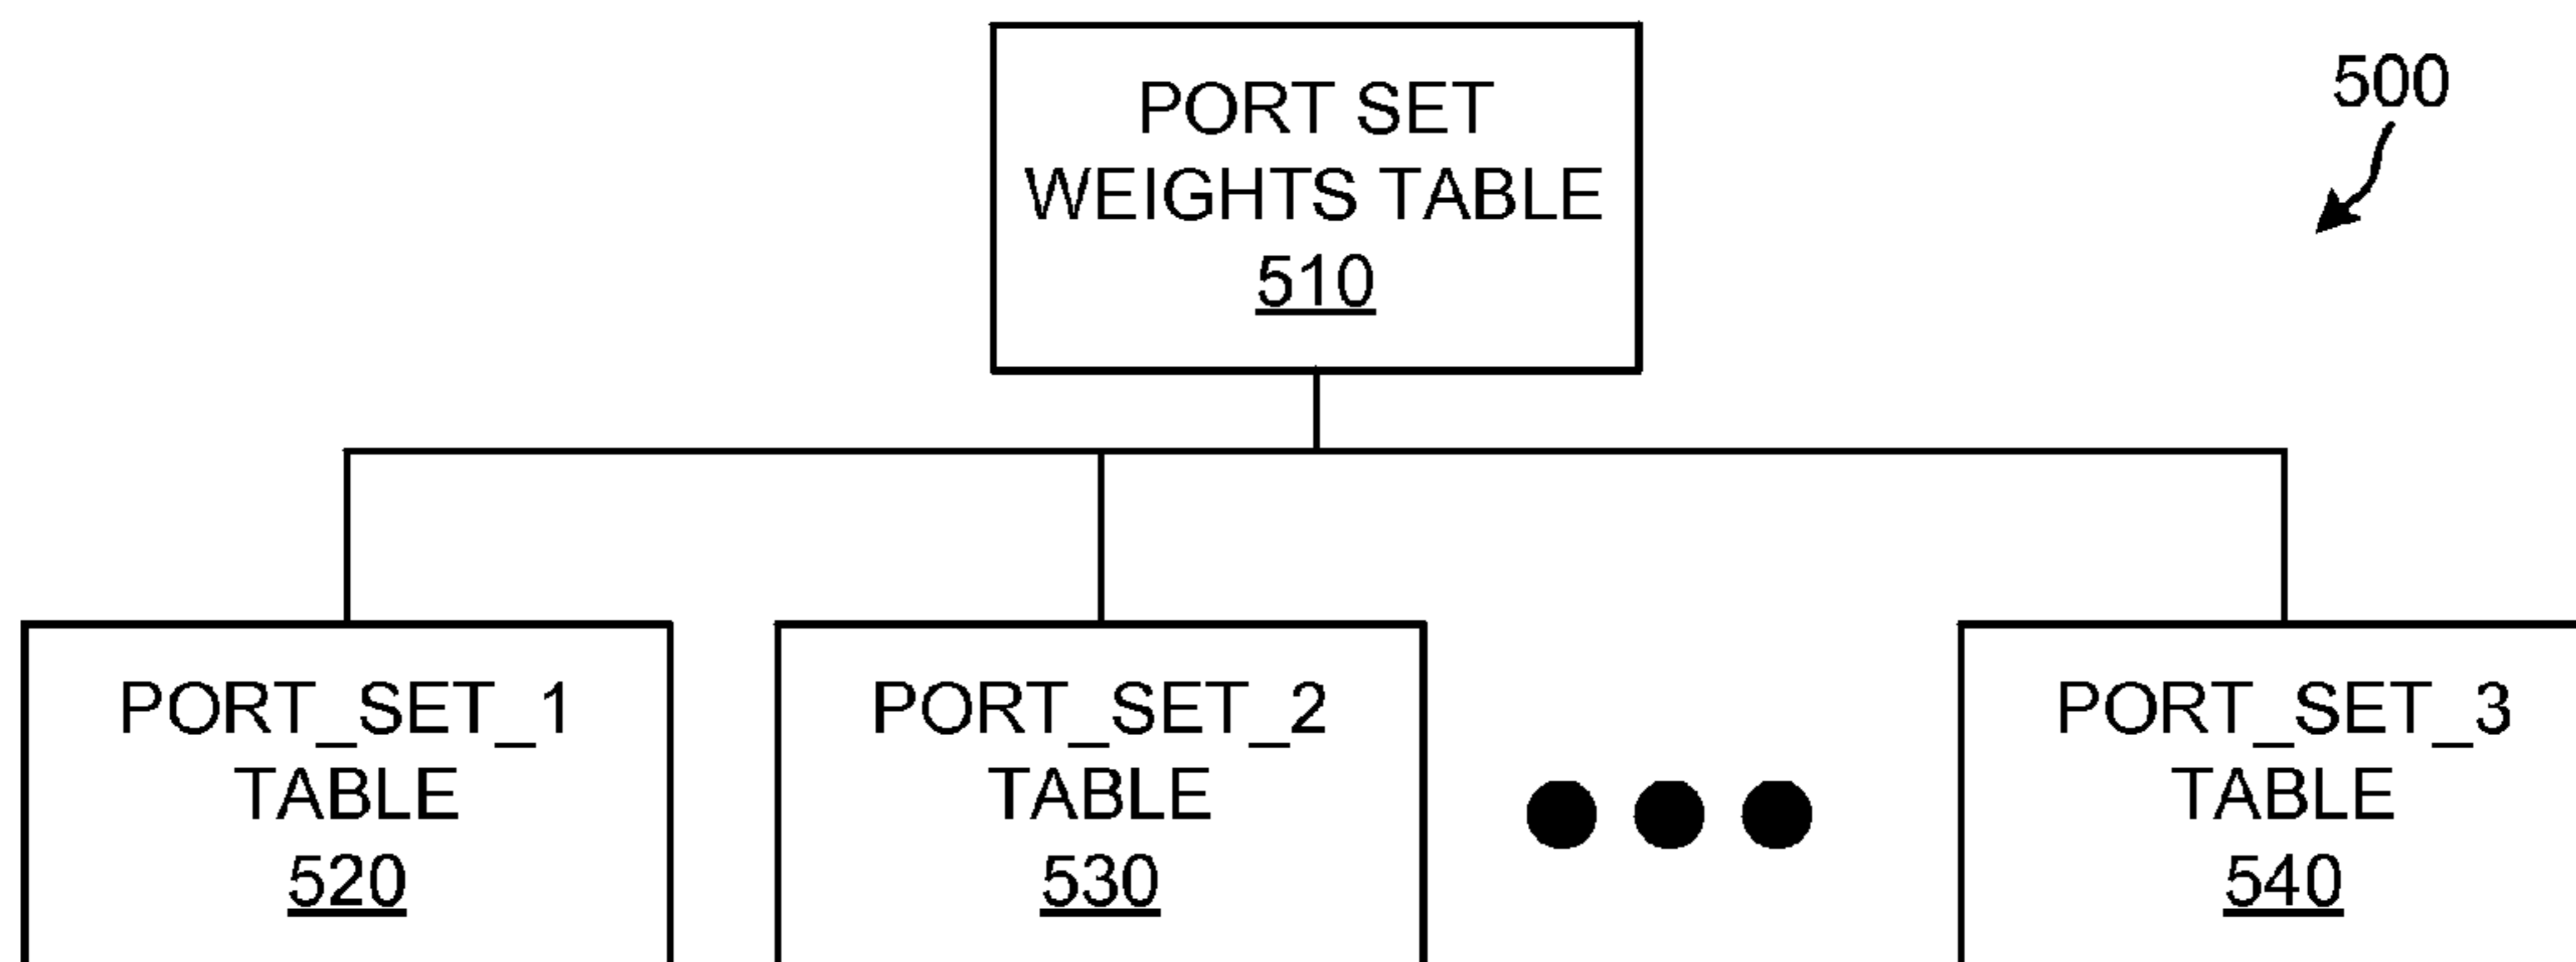 PORT SET
WEIGHTS TABLE
510
500
PORT_SET_1
TABLE
520
PORT_SET_2
TABLE
530
PORT_SET_3
TABLE
540